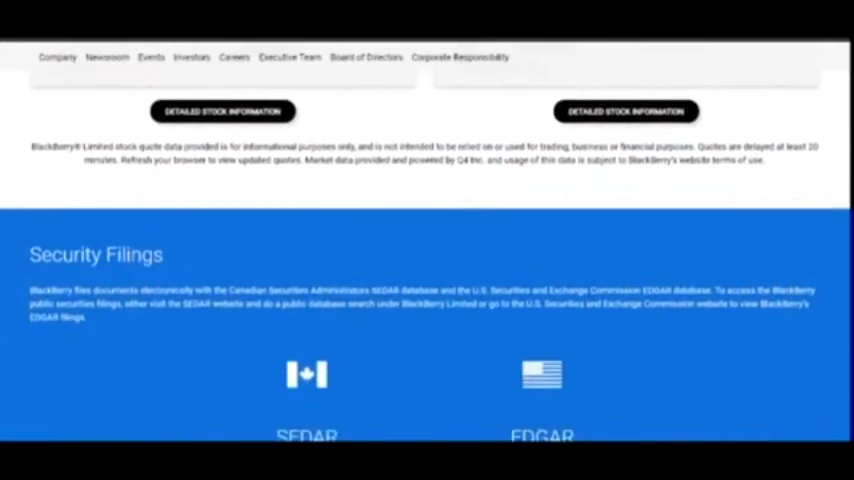 Company Newsroom Events Investors Careers Executive Team Board of Directors Corporate Responsibility
DETAILED STOCK INFORMATION DETAILED STOCK INFORMATION
BlackBerry® Limited stock quote data provided is for informational purposes only, and is not intended to be relied on or used for trading, business or financial purposes. Quotes are delayed at least 20
minutes. Refresh your browser to view updated quotes. Market data provided and powered by Q4 Inc. and usage of this data is subject to BlackBerry's website terms of use.
Security Filings
BlackBerry files documents electronically with the Canadian Securities Administrators SEDAR database and the U.S. Securities and Exchange Commission EDGAR database. To access the BlackBerry
public securities filings, either visit the SEDAR website and do a public database search under BlackBerry Limited or go to the U.S. Securities and Exchange Commission website to view BlackBerry's
EDGAR filings.
SEDAR EDGAR